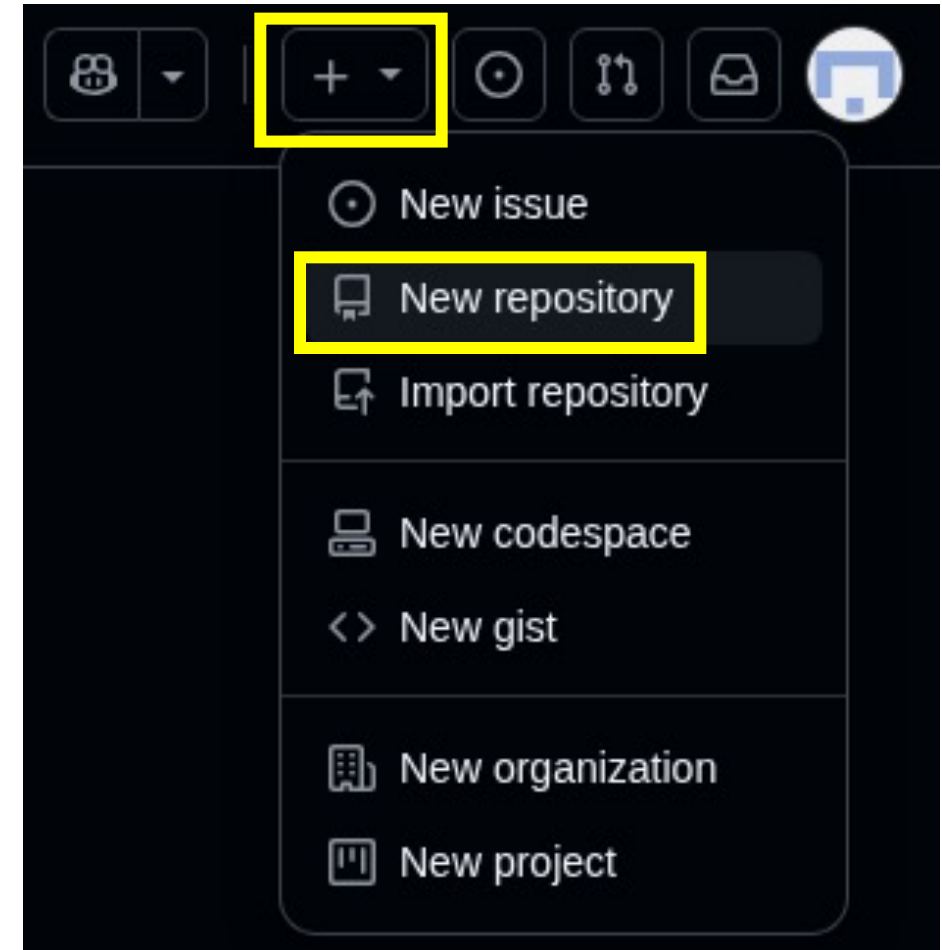 New issue
New repository
Import repository
New codespace
New gist
New organization
New project